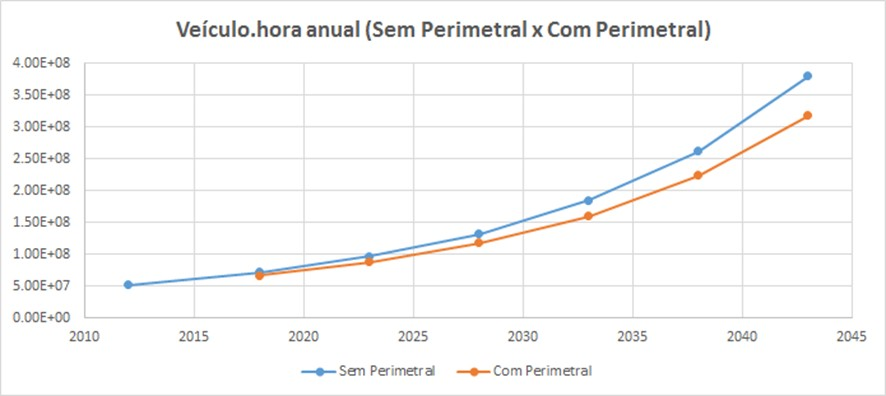 Veículo.hora anual (Sem Perimetral x Com Perimetral)
4.00E+08
3.50E+08
3.00E+08
2.50E+08
2.00E+08
1.50E+08
1.00E+08
5.00E+07
0.00E+00
2010 2015 2020 2025 2030 2035 2040 2045
Sem Perimetral Com Perimetral